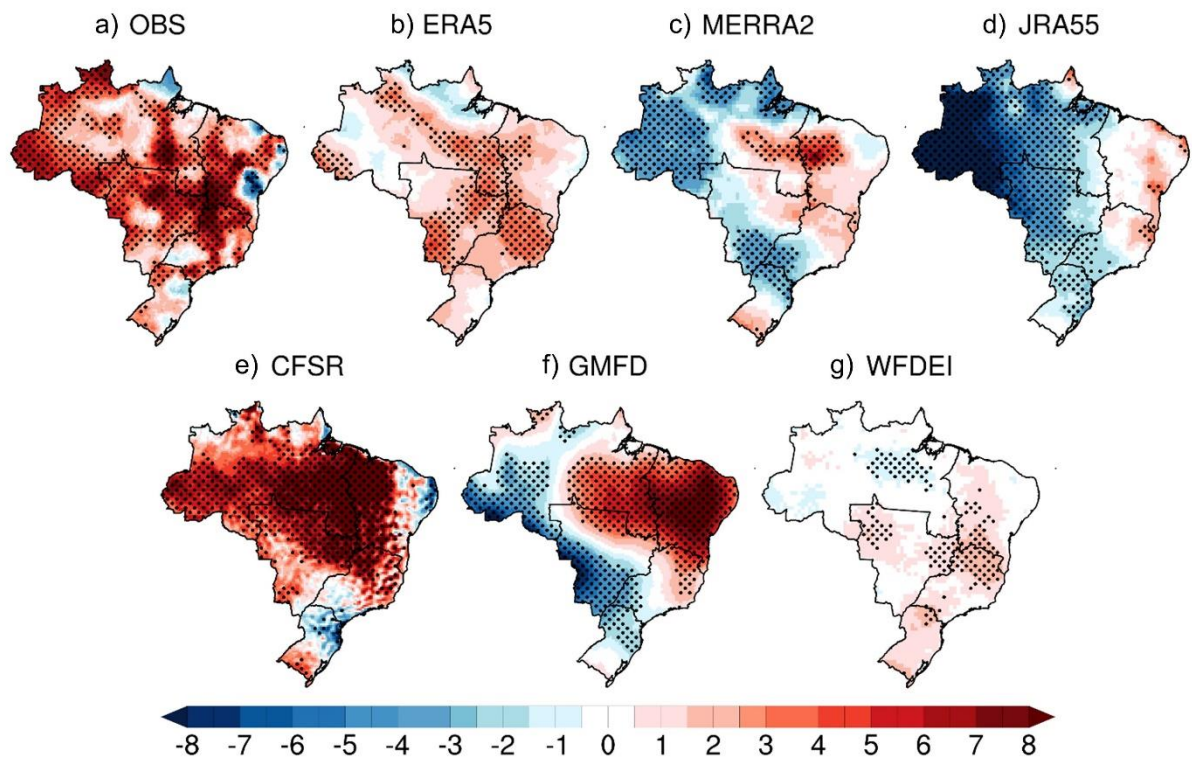 a) OBS
b) ERA5
c) MERRA2
d) JRA55
e) CFSR
f) GMFD
g) WFDEI
-8 -7 -6 -5 -4 -3 -2 -1 0 1 2 3 4 5 6 7 8